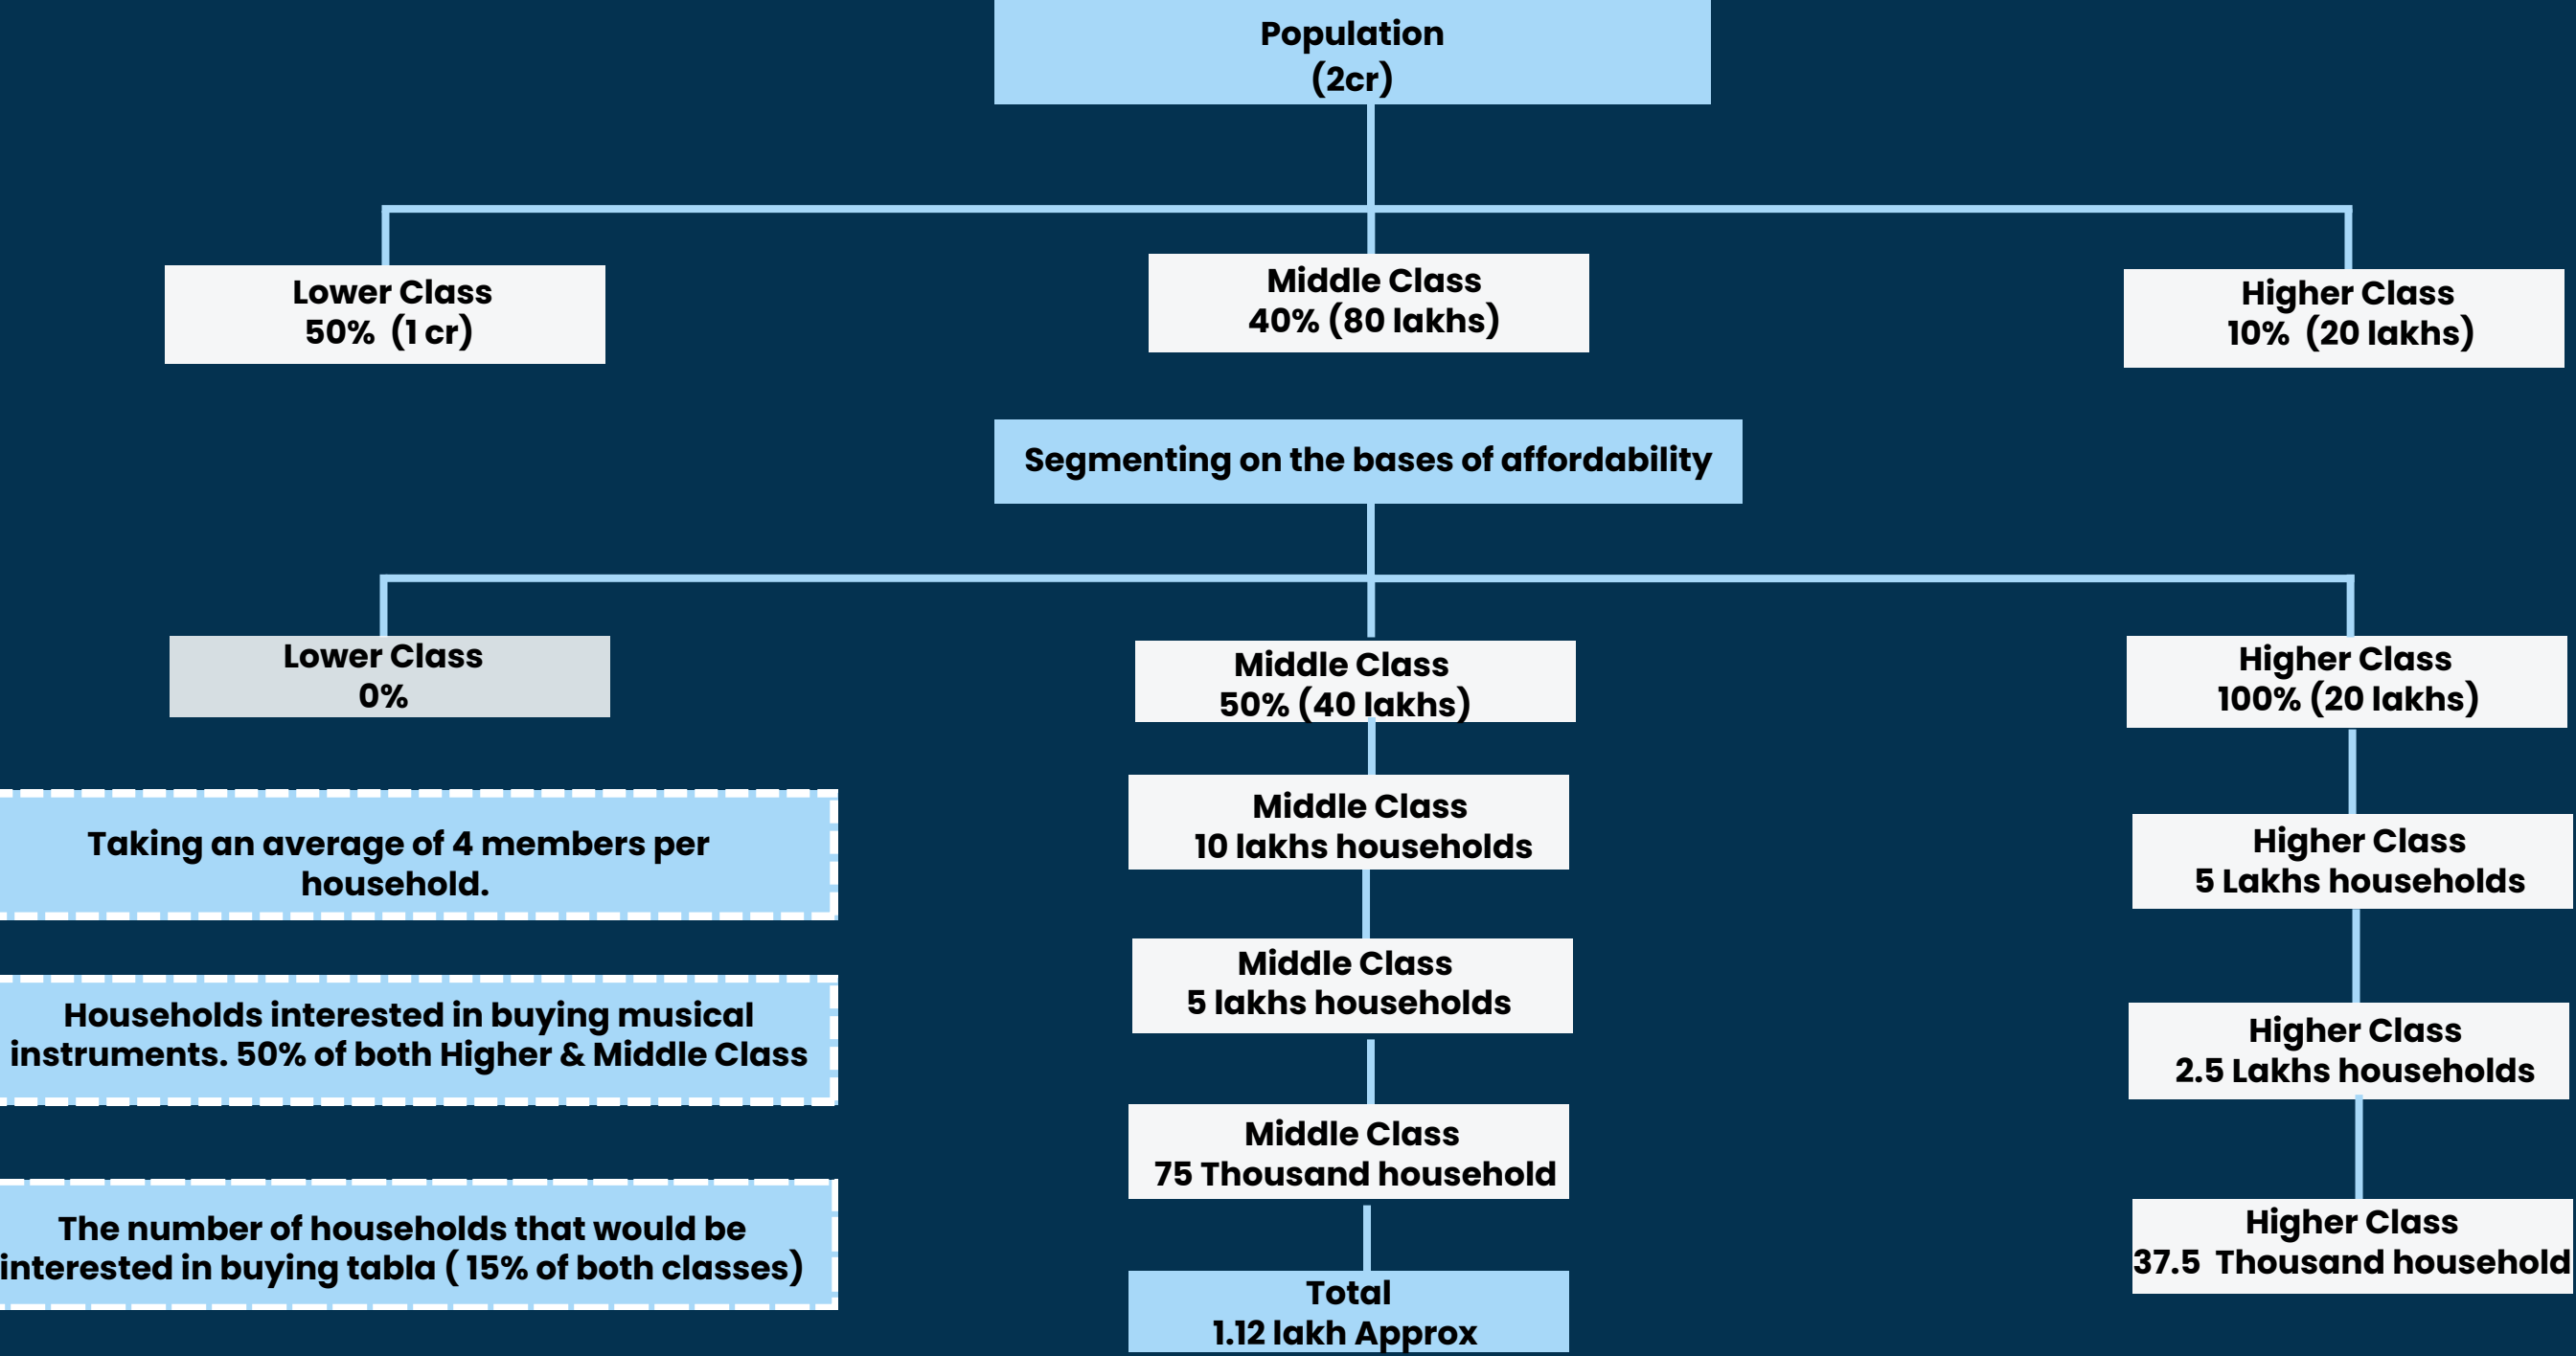 Population
(2cr)
Lower Class
50% (1 cr)
Middle Class
40% (80 lakhs)
Higher Class
10% (20 lakhs)
Segmenting on the bases of affordability
Lower Class
0%
Middle Class
50% (40 lakhs)
Higher Class
100% (20 lakhs)
Taking an average of 4 members per
household.
Middle Class
10 lakhs households
Higher Class
5 Lakhs households
Households interested in buying musical
instruments. 50% of both Higher & Middle Class
Middle Class
5 lakhs households
Higher Class
2.5 Lakhs households
The number of households that would be
interested in buying tabla ( 15% of both classes)
Middle Class
75 Thousand household
Higher Class
37.5 Thousand household
Total
1.12 lakh Approx